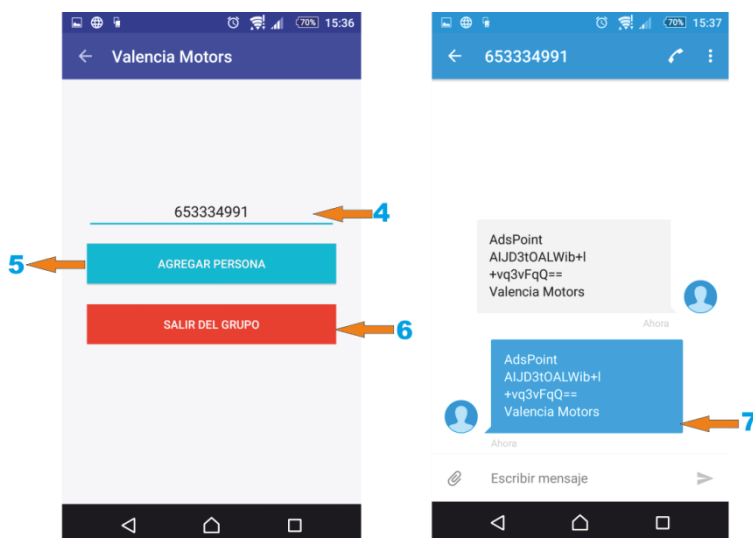 70% 15:36
Valencia Motors
653334991
4
5
AGREGAR PERSONA
SALIR DEL GRUPO
6
70% 15:37
653334991
AdsPoint
AIJD3tOALWib+l
+vq3vFqQ==
Valencia Motors
Ahora
AdsPoint
AIJD3tOALWib+l
+vq3vFqQ==
Valencia Motors
7
Ahora
Escribir mensaje